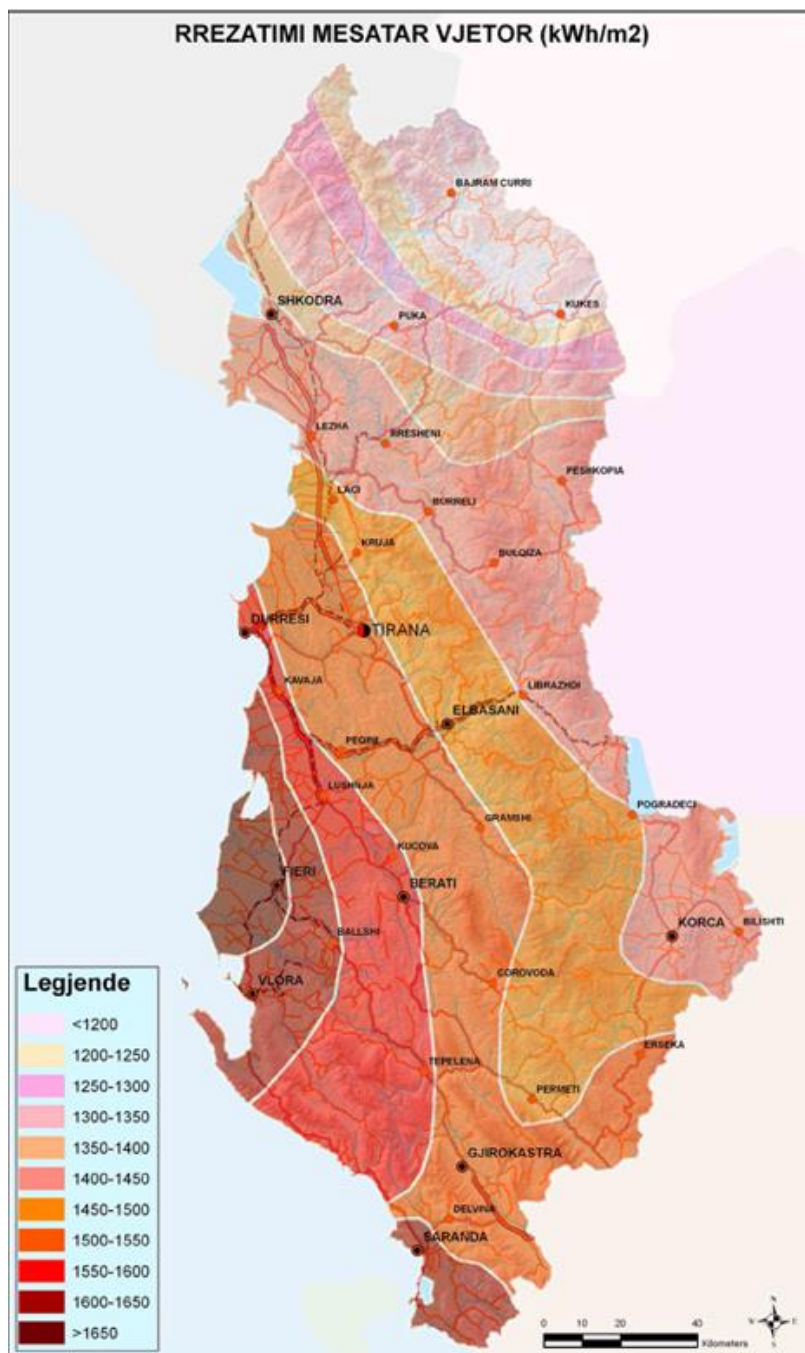 RREZATIMI MESATAR VJETOR (kWh/m2)
BAJRAM CURRI
SHKODRA
KUKES
PUKA
LEZHA
RRESHENI
PESHKOPIA
LACI
BURRELI
KRUJA
BULQIZA
DURRESI
TIRANA
KAVAJA
LIBRAZHDI
ELBASANI
PEQINI
LUSHNJA
POGRADECI
GRAMSHI
KUCOVA
FIERI
BERATI
KORCA
BILISHTI
BALLSHI
COROVODA
VLORA
ERSEKA
TEPELENA
PERMETI
GJIROKASTRA
DELVINA
SARANDA
Legjende
<1200
1200-1250
1250-1300
1300-1350
1350-1400
1400-1450
1450-1500
1500-1550
1550-1600
1600-1650
>1650
N
W E
S
0 5 10 20 40
Kilometers